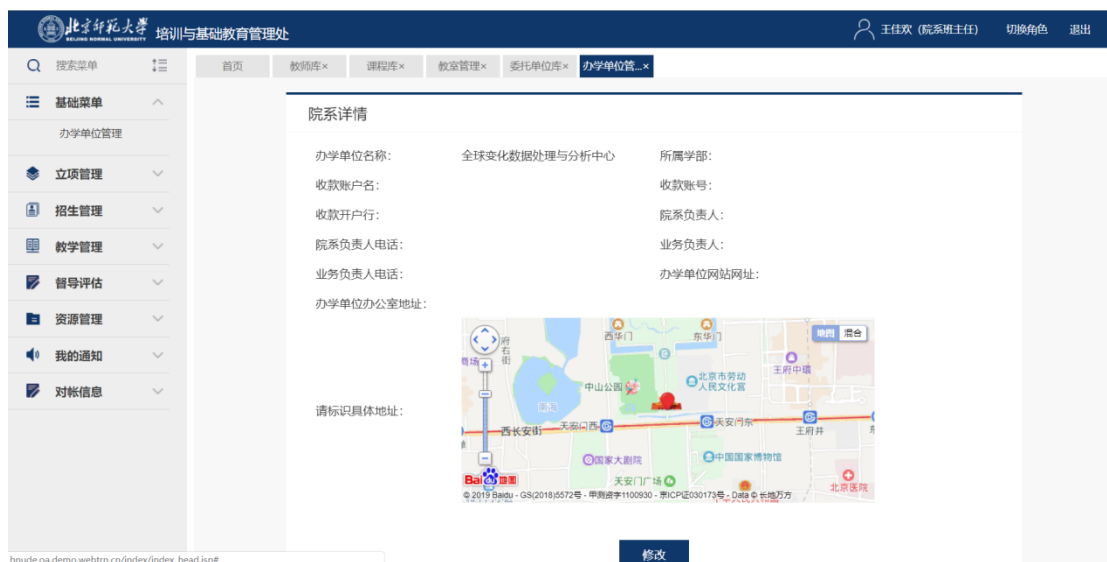 北京师范大学 培训与基础教育管理处
BEIJING NORMAL UNIVERSITY
王佳欢 (院系班主任) 切换角色 退出
搜索菜单
首页 教师库× 课程库× 教室管理× 委托单位库× 办学单位管...×
基础菜单
办学单位管理
立项管理
招生管理
教学管理
督导评估
资源管理
我的通知
对帐信息
院系详情
办学单位名称: 全球变化数据处理与分析中心 所属学部:
收款账户名: 收款账号:
收款开户行: 院系负责人:
院系负责人电话: 业务负责人:
业务负责人电话: 办学单位网站网址:
办学单位办公室地址:
请标识具体地址:
西华门 东华门 地图 混合
府右街
商场
王府中環
北京市劳动人民文化宫
中山公园
南海
西长安街 天安门西 天安门东 王府井
国家大剧院 中国国家博物馆
天安门广场 北京医院
Bai 地图
© 2019 Baidu - GS(2018)5572号 - 甲测资字1100930 - 京ICP证030173号 - Data © 长地万方
修改
bnude.oa.demo.webtrn.cn/index/index_head.jsp#